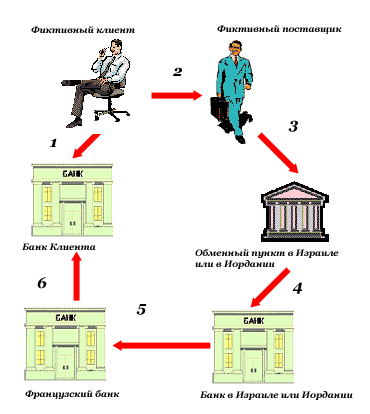 Фиктивный клиент
Фиктивный поставщик
2
1
3
БАНК
Банк Клиента
Обменный пункт в Израиле
или в Иордании
6
4
5
БАНК
БАНК
Французский банк
Банк в Израиле или Иордании